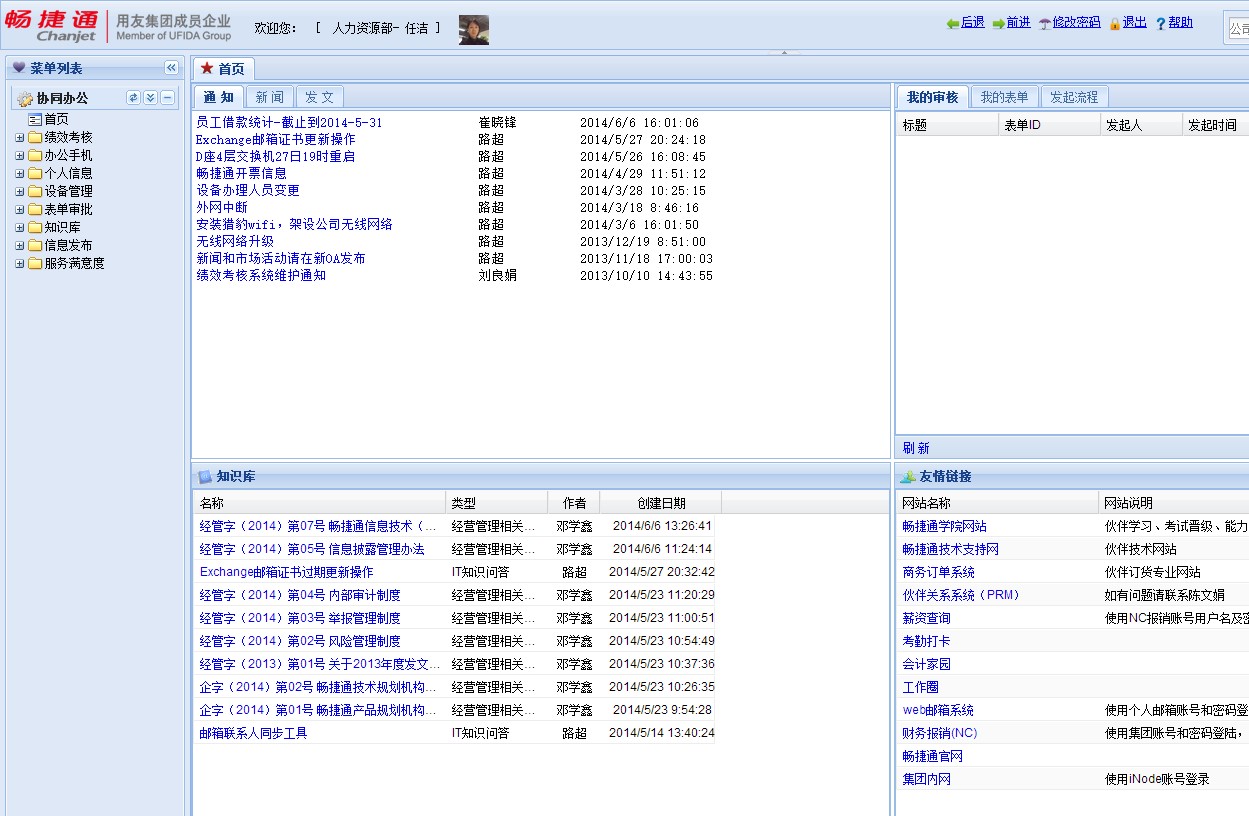 畅捷通
Chanjet
用友集团成员企业
Member of UFIDA Group
欢迎您： [ 人力资源部- 任洁 ]
后退 前进 修改密码 退出 帮助
公司
菜单列表
协同办公
首页
绩效考核
办公手机
个人信息
设备管理
表单审批
知识库
信息发布
服务满意度
首页
通 知 新 闻 发 文
员工借款统计-截止到2014-5-31 崔晓锋 2014/6/6 16:01:06
Exchange邮箱证书更新操作 路超 2014/5/27 20:24:18
D座4层交换机27日19时重启 路超 2014/5/26 16:08:45
畅捷通开票信息 路超 2014/4/29 11:51:12
设备办理人员变更 路超 2014/3/28 10:25:15
外网中断 路超 2014/3/18 8:46:16
安装猎豹wifi，架设公司无线网络 路超 2014/3/6 16:01:50
无线网络升级 路超 2013/12/19 8:51:00
新闻和市场活动请在新OA发布 路超 2013/11/18 17:00:03
绩效考核系统维护通知 刘良娟 2013/10/10 14:43:55
我的审核 我的表单 发起流程
标题 表单ID 发起人 发起时间
刷 新
知识库
名称 类型 作者 创建日期
经管字（2014）第07号 畅捷通信息技术（... 经营管理相关... 邓学鑫 2014/6/6 13:26:41
经管字（2014）第05号 信息披露管理办法 经营管理相关... 邓学鑫 2014/6/6 11:24:14
Exchange邮箱证书过期更新操作 IT知识问答 路超 2014/5/27 20:32:42
经管字（2014）第04号 内部审计制度 经营管理相关... 邓学鑫 2014/5/23 11:20:29
经管字（2014）第03号 举报管理制度 经营管理相关... 邓学鑫 2014/5/23 11:00:51
经管字（2014）第02号 风险管理制度 经营管理相关... 邓学鑫 2014/5/23 10:54:49
经管字（2013）第01号 关于2013年度发文... 经营管理相关... 邓学鑫 2014/5/23 10:37:36
企字（2014）第02号 畅捷通技术规划机构... 经营管理相关... 邓学鑫 2014/5/23 10:26:35
企字（2014）第01号 畅捷通产品规划机构... 经营管理相关... 邓学鑫 2014/5/23 9:54:28
邮箱联系人同步工具 IT知识问答 路超 2014/5/14 13:40:24
友情链接
网站名称 网站说明
畅捷通学院网站 伙伴学习、考试晋级、能力
畅捷通技术支持网 伙伴技术网站
商务订单系统 伙伴订货专业网站
伙伴关系系统（PRM） 如有问题请联系陈文娟
薪资查询 使用NC报销账号用户名及密
考勤打卡
会计家园
工作圈
web邮箱系统 使用个人邮箱账号和密码登
财务报销(NC) 使用集团账号和密码登陆，
畅捷通官网
集团内网 使用iNode账号登录